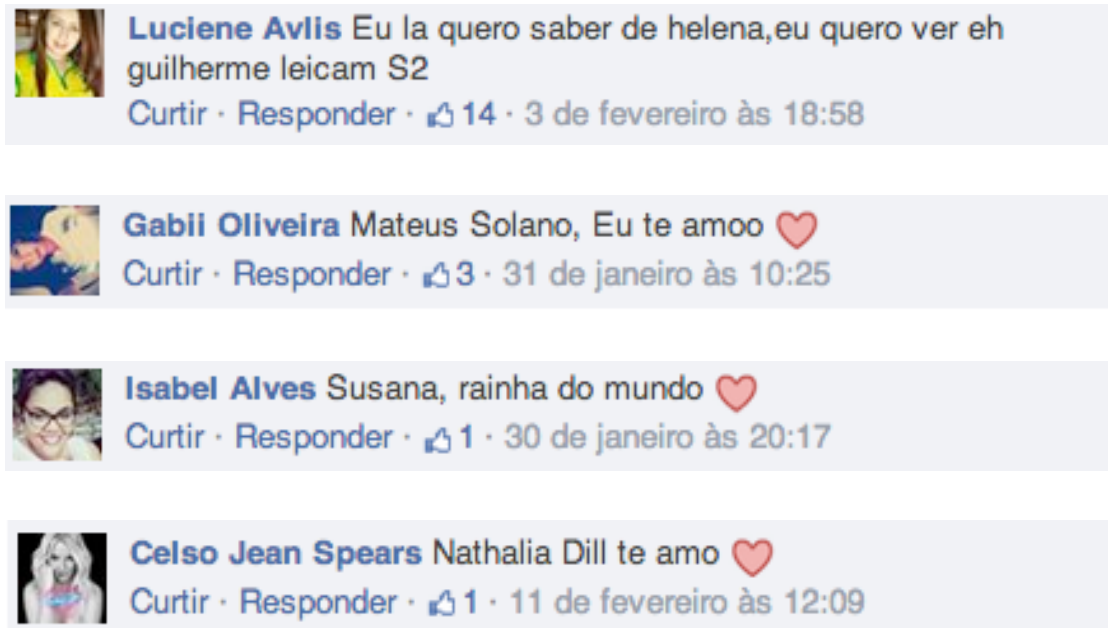 Luciene Avlis Eu la quero saber de helena,eu quero ver eh
guilherme leicam S2
Curtir · Responder · 14 · 3 de fevereiro às 18:58
Gabii Oliveira Mateus Solano, Eu te amoo
Curtir · Responder · 3 · 31 de janeiro às 10:25
Isabel Alves Susana, rainha do mundo
Curtir · Responder · 1 · 30 de janeiro às 20:17
Celso Jean Spears Nathalia Dill te amo
Curtir · Responder · 1 · 11 de fevereiro às 12:09